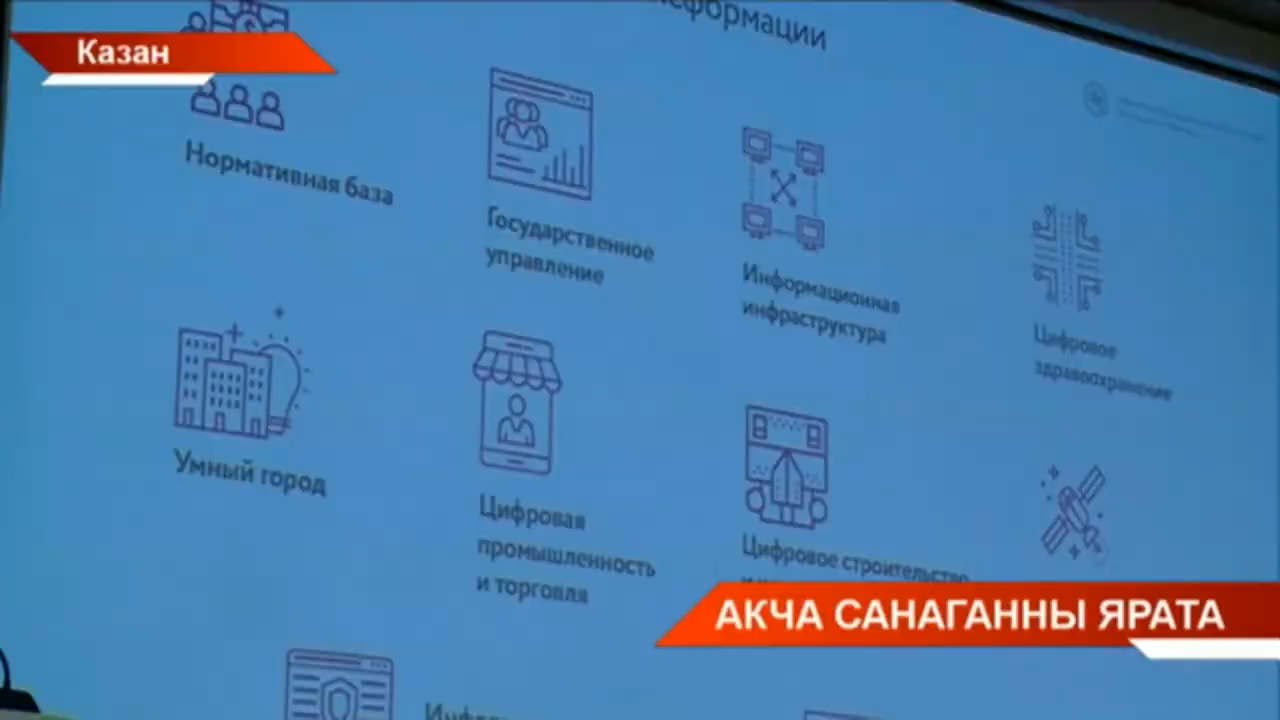 Казан
Нормативная база
Государственное
управление
Информационная
инфраструктура
Цифровое
здравоохранение
Умный город
Цифровая
промышленность
и торговля
Цифровое строительство
АКЧА САНАГАННЫ ЯРАТА